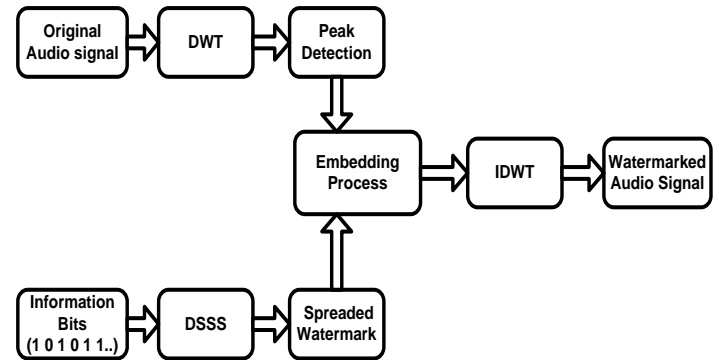 Original
Audio signal
DWT
Peak
Detection
Embedding
Process
IDWT
Watermarked
Audio Signal
Information
Bits
(1 0 1 0 1 1..)
DSSS
Spreaded
Watermark